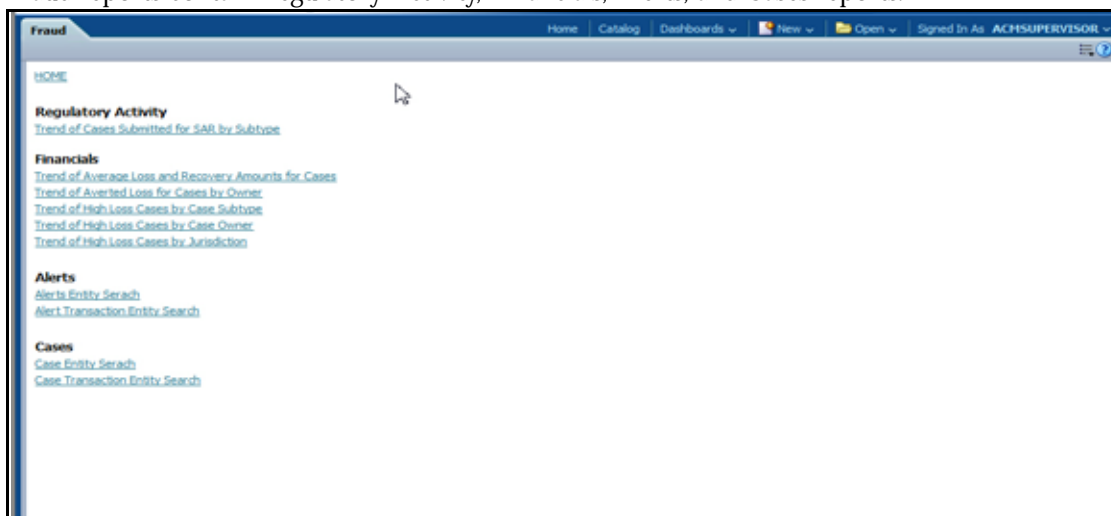 Fraud Home Catalog Dashboards New Open Signed In As ACMSUPERVISOR
HOME
Regulatory Activity
Trend of Cases Submitted for SAR by Subtype
Financials
Trend of Average Loss and Recovery Amounts for Cases
Trend of Averted Loss for Cases by Owner
Trend of High Loss Cases by Case Subtype
Trend of High Loss Cases by Case Owner
Trend of High Loss Cases by Jurisdiction
Alerts
Alerts Entity Serach
Alert Transaction Entity Search
Cases
Case Entity Serach
Case Transaction Entity Search